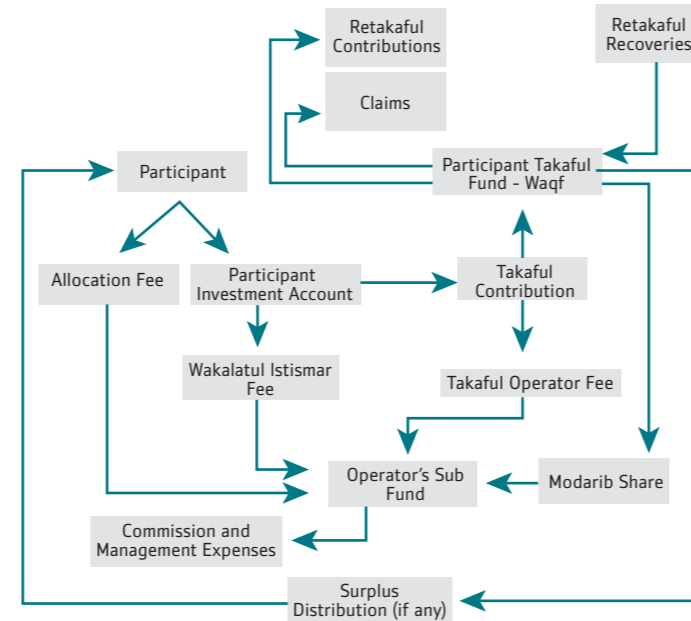 Retakaful
Contributions
Retakaful
Recoveries
Claims
Participant
Participant Takaful
Fund - Waqf
Allocation Fee
Participant
Investment Account
Takaful
Contribution
Wakalatul Istismar
Fee
Takaful Operator Fee
Operator's Sub
Fund
Modarib Share
Commission and
Management Expenses
Surplus
Distribution (if any)